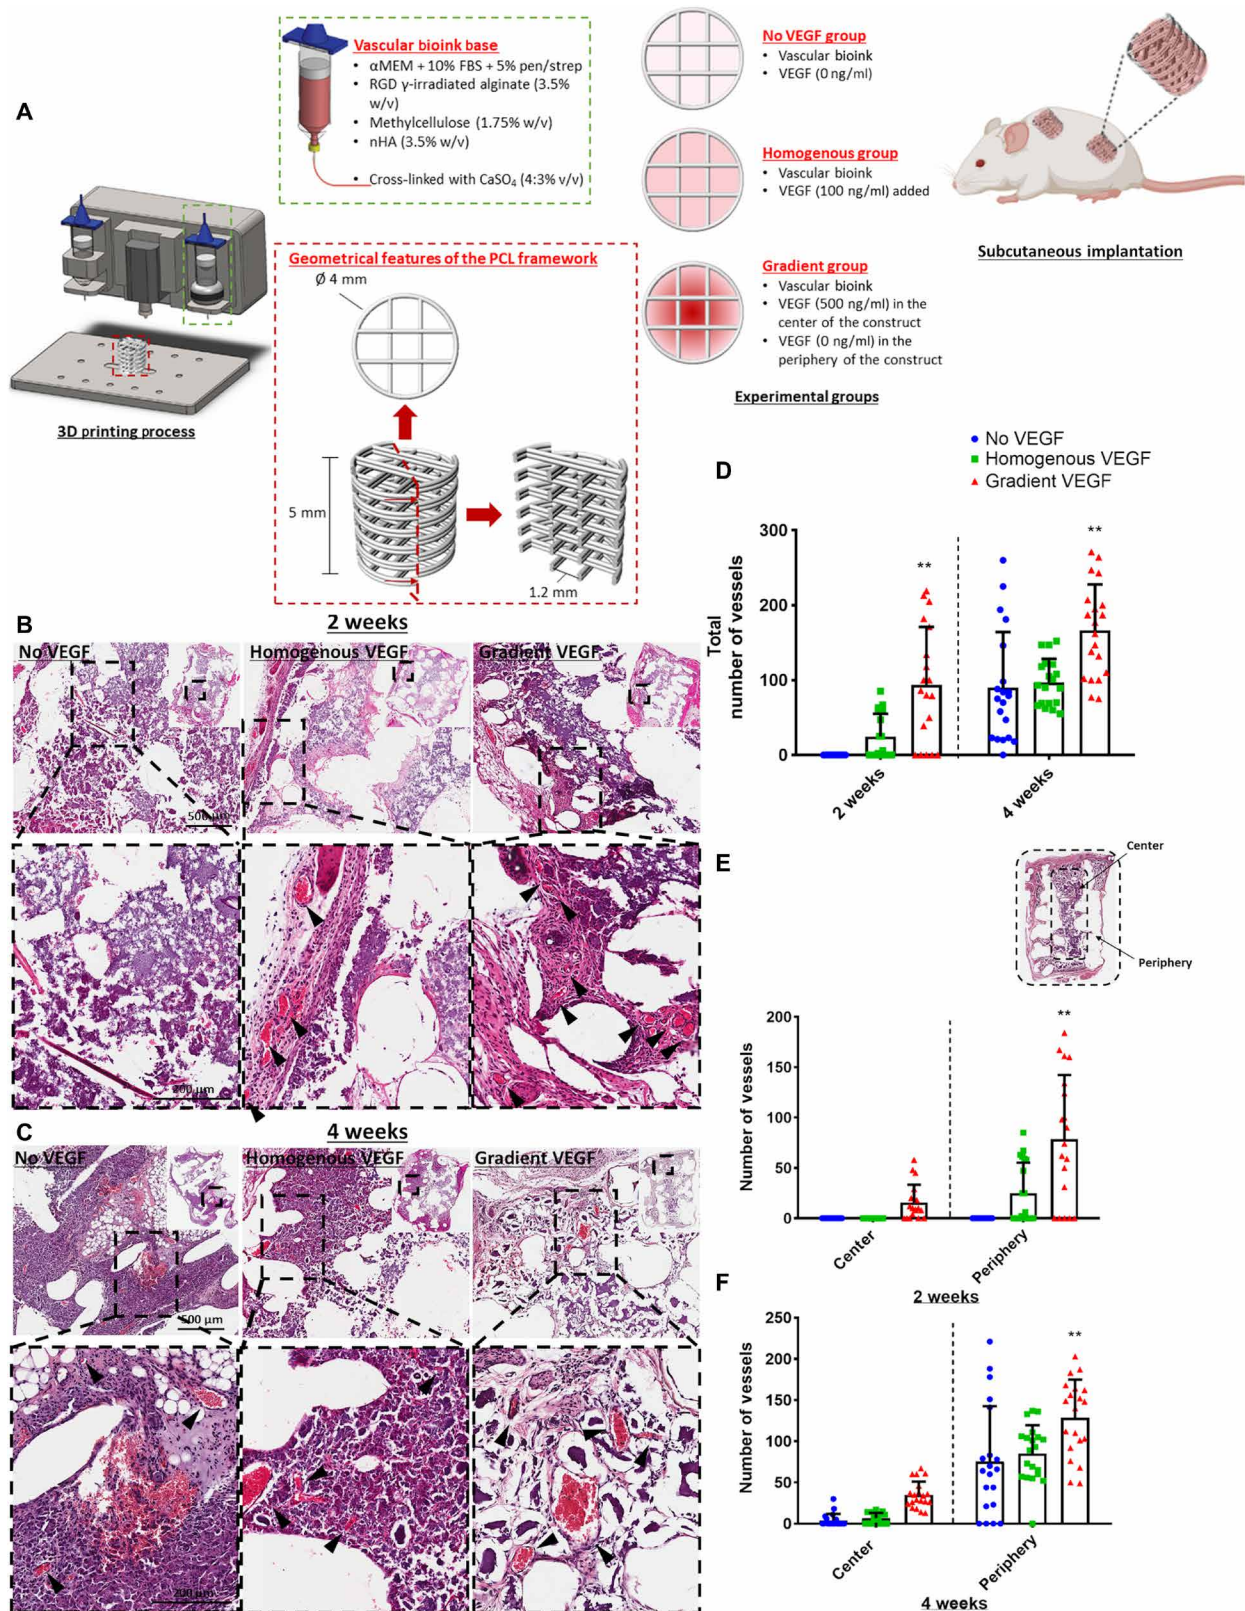 A
Vascular bioink base
• αMEM + 10% FBS + 5% pen/strep
• RGD γ-irradiated alginate (3.5%
w/v)
• Methylcellulose (1.75% w/v)
• nHA (3.5% w/v)
• Cross-linked with CaSO4 (4:3% v/v)
3D printing process
Geometrical features of the PCL framework
Ø 4 mm
5 mm
1.2 mm
No VEGF group
• Vascular bioink
• VEGF (0 ng/ml)
Homogenous group
• Vascular bioink
• VEGF (100 ng/ml) added
Gradient group
• Vascular bioink
• VEGF (500 ng/ml) in the
center of the construct
• VEGF (0 ng/ml) in the
periphery of the construct
Experimental groups
Subcutaneous implantation
B
2 weeks
No VEGF
Homogenous VEGF
Gradient VEGF
500 µm
200 µm
C
4 weeks
No VEGF
Homogenous VEGF
Gradient VEGF
500 µm
200 µm
D
No VEGF
Homogenous VEGF
Gradient VEGF
Total
number of vessels
300
200
100
0
**
**
2 weeks
4 weeks
E
Center
Periphery
Number of vessels
200
150
100
50
0
**
Center
Periphery
2 weeks
F
Number of vessels
250
200
150
100
50
0
**
Center
Periphery
4 weeks